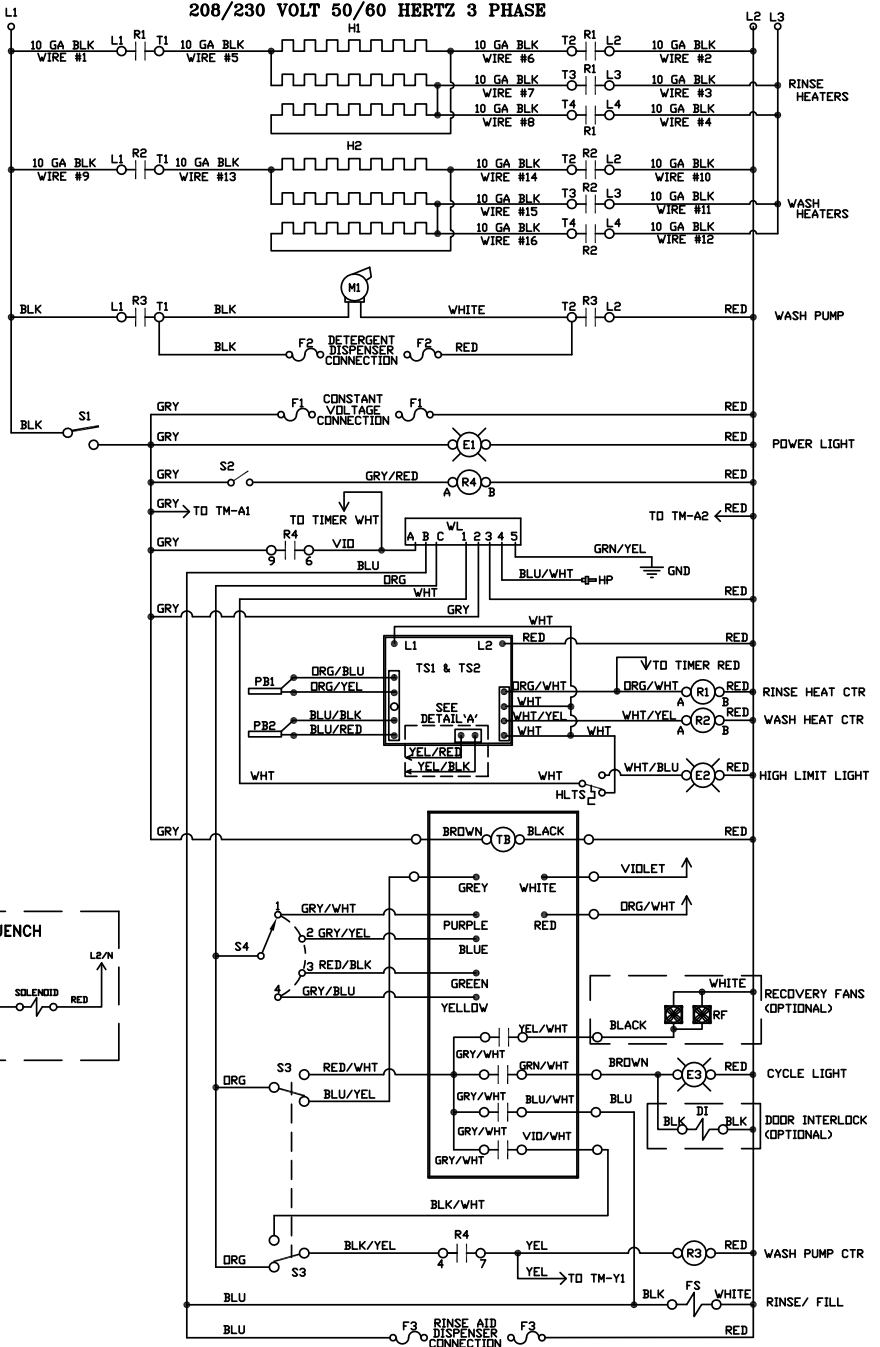 208/230 VOLT 50/60 HERTZ 3 PHASE
L1
L2 L3
H1
10 GA BLK L1 R1 T1 10 GA BLK 10 GA BLK T2 R1 L2 10 GA BLK
WIRE #1 WIRE #5 WIRE #6 WIRE #2
10 GA BLK T3 R1 L3 10 GA BLK
WIRE #7 WIRE #3
RINSE
HEATERS
10 GA BLK T4 L4 10 GA BLK
WIRE #8 R1 WIRE #4
H2
10 GA BLK L1 R2 T1 10 GA BLK 10 GA BLK T2 R2 L2 10 GA BLK
WIRE #9 WIRE #13 WIRE #14 WIRE #10
10 GA BLK T3 R2 L3 10 GA BLK
WIRE #15 WIRE #11
WASH
HEATERS
10 GA BLK T4 L4 10 GA BLK
WIRE #16 R2 WIRE #12
M1
BLK L1 R3 T1 BLK WHITE T2 R3 L2 RED WASH PUMP
BLK F2 DETERGENT
DISPENSER
CONNECTION F2 RED
GRY F1 CONSTANT
VOLTAGE
CONNECTION F1 RED
BLK S1
GRY E1 RED POWER LIGHT
GRY S2 GRY/RED A R4 B RED
GRY TO TM-A1 TO TM-A2 RED
TO TIMER WHT
WL
A B C 1 2 3 4 5
GRY 9 R4 6 VIO
GRN/YEL
GND
BLU
BLU/WHT HP
ORG
WHT RED
GRY GRY
WHT
RED RED
L1 L2
TS1 & TS2
TO TIMER RED
PB1 ORG/BLU
ORG/YEL
ORG/WHT ORG/WHT A R1 B RED RINSE HEAT CTR
WHT
SEE
DETAIL'A'
PB2 BLU/BLK
BLU/RED
WHT/YEL WHT/YEL A R2 B RED WASH HEAT CTR
WHT WHT
YEL/RED
YEL/BLK
WHT WHT WHT/BLU E2 RED HIGH LIMIT LIGHT
HLTS
GRY BROWN TB BLACK RED
GREY WHITE VIOLET
1 GRY/WHT PURPLE RED ORG/WHT
S4 2 GRY/YEL BLUE
3 RED/BLK GREEN
4 GRY/BLU YELLOW
UENCH
L2/N
SOLENOID RED
WHITE
RF
RECOVERY FANS
(OPTIONAL)
YEL/WHT BLACK
GRY/WHT
S3 RED/WHT GRN/WHT BROWN E3 RED CYCLE LIGHT
ORG BLU/YEL GRY/WHT BLU/WHT BLU
BLK DI BLK
DOOR INTERLOCK
(OPTIONAL)
GRY/WHT VIO/WHT
GRY/WHT
BLK/WHT
ORG S3 BLK/YEL 4 R4 7 YEL R3 RED WASH PUMP CTR
YEL TO TM-Y1
BLU BLK FS WHITE RINSE/ FILL
BLU F3 RINSE AID
DISPENSER
CONNECTION F3 RED